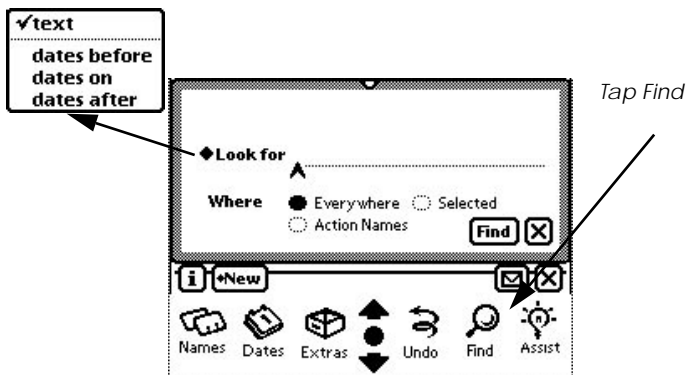 ✓text
dates before
dates on
dates after
Tap Find
◆Look for
Where Everywhere Selected
Action Names
Find X
i ◆New X
Names Dates Extras Undo Find Assist